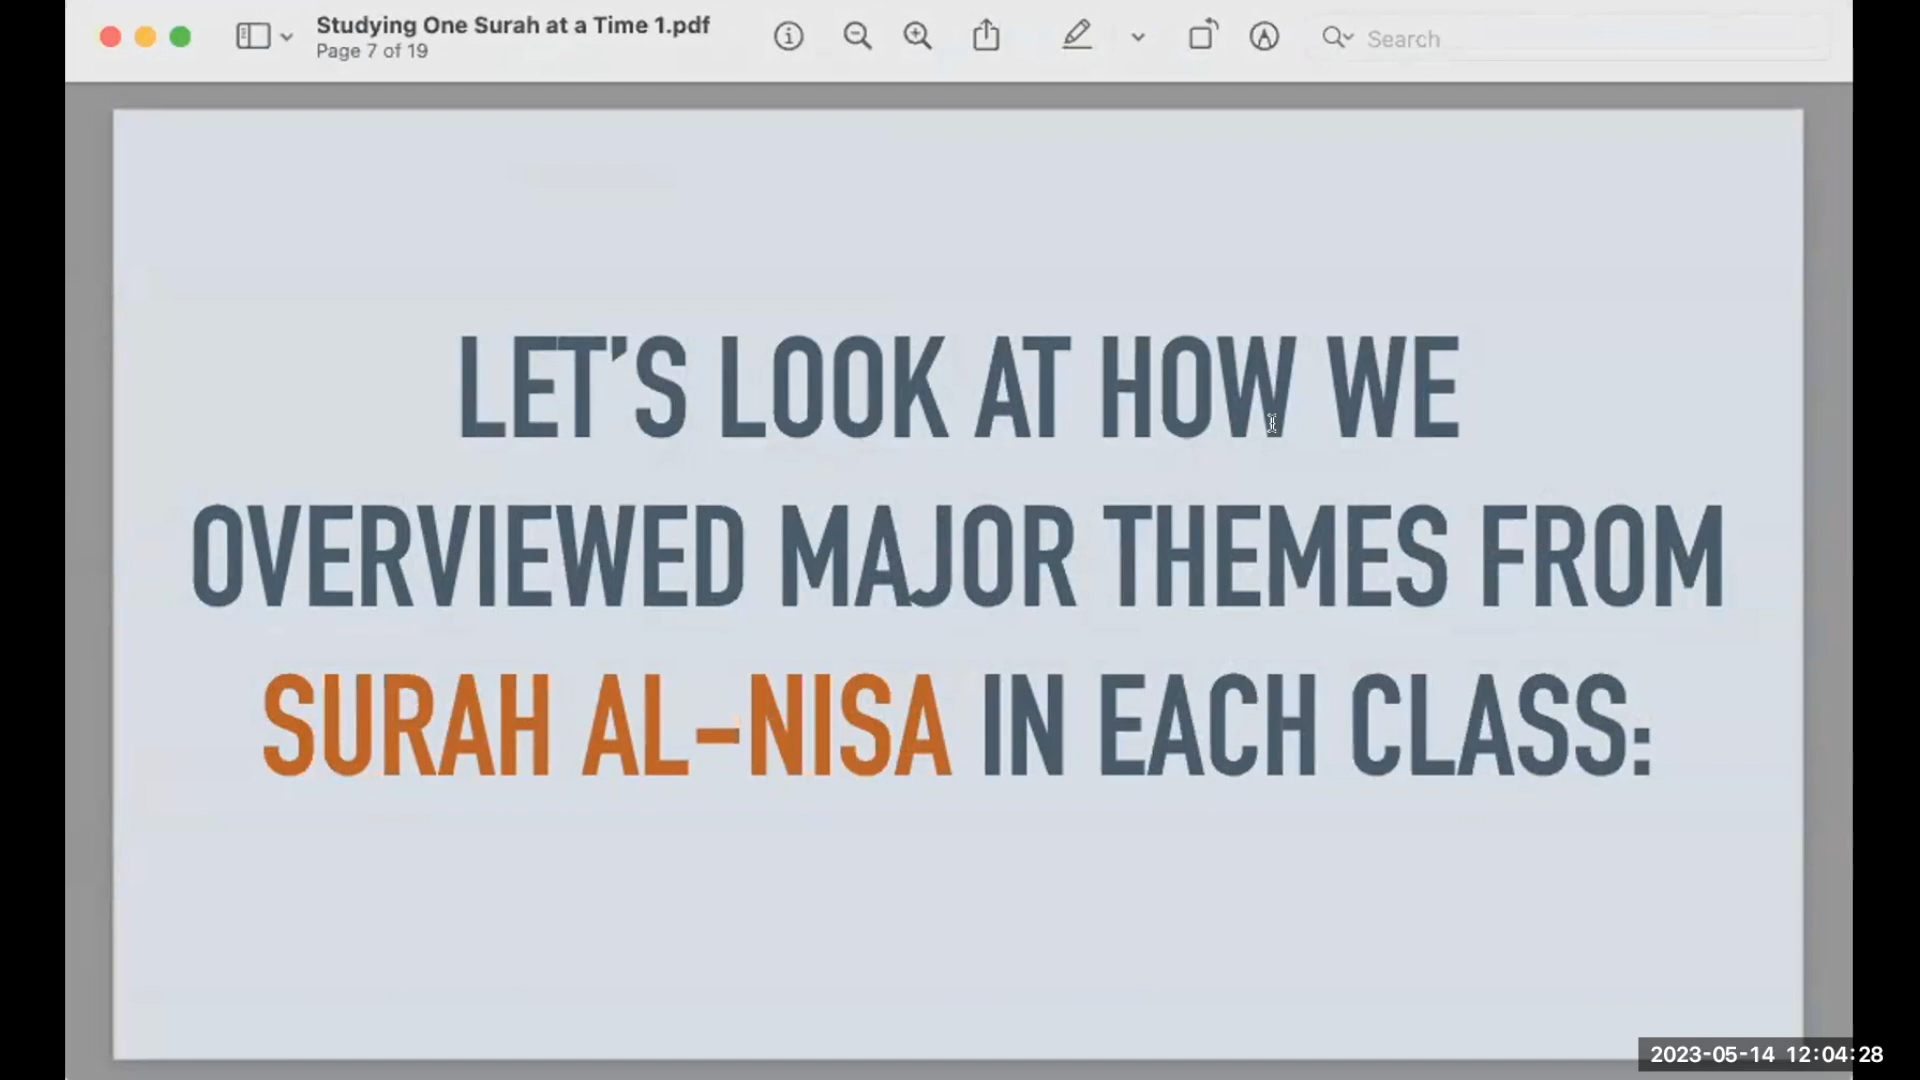 Studying One Surah at a Time 1.pdf
Page 7 of 19
Search
LET'S LOOK AT HOW WE
OVERVIEWED MAJOR THEMES FROM
SURAH AL-NISA IN EACH CLASS:
2023-05-14 12:04:28